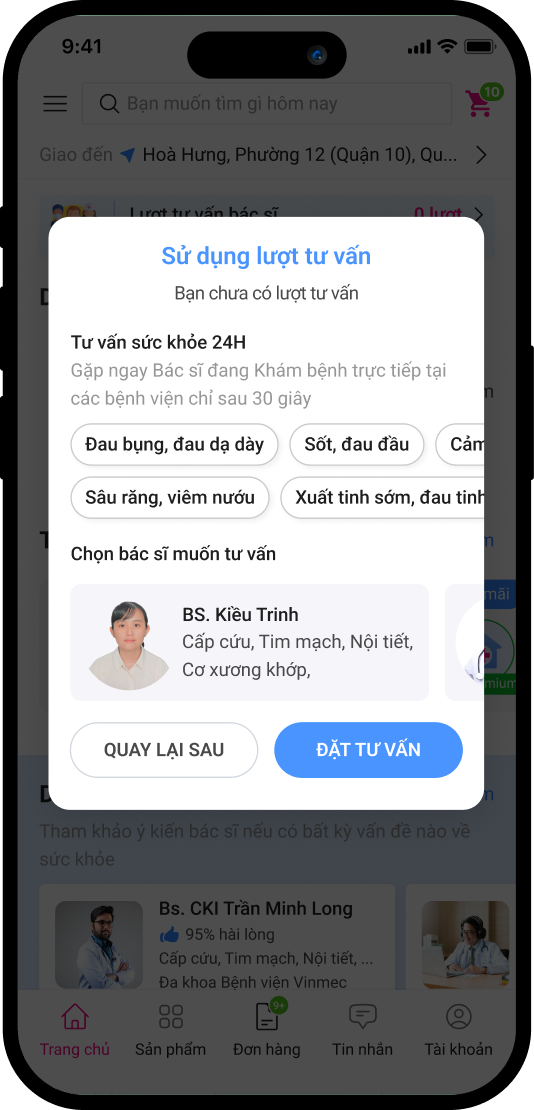 9:41
Bạn muốn tìm gì hôm nay
10
Giao đến Hoà Hưng, Phường 12 (Quận 10), Qu...
Lượt tư vấn bác sĩ 0 lượt
Sử dụng lượt tư vấn
Bạn chưa có lượt tư vấn
Tư vấn sức khỏe 24H
Gặp ngay Bác sĩ đang Khám bệnh trực tiếp tại
các bệnh viện chỉ sau 30 giây
Đau bụng, đau dạ dày Sốt, đau đầu Cảm
Sâu răng, viêm nướu Xuất tinh sớm, đau tinh
Chọn bác sĩ muốn tư vấn
mãi
BS. Kiều Trinh
Cấp cứu, Tim mạch, Nội tiết,
Cơ xương khớp,
mium
QUAY LẠI SAU ĐẶT TƯ VẤN
Tham khảo ý kiến bác sĩ nếu có bất kỳ vấn đề nào về
sức khỏe
Bs. CKI Trần Minh Long
95% hài lòng
Cấp cứu, Tim mạch, Nội tiết, ...
Đa khoa Bệnh viện Vinmec
9+
Trang chủ Sản phẩm Đơn hàng Tin nhắn Tài khoản